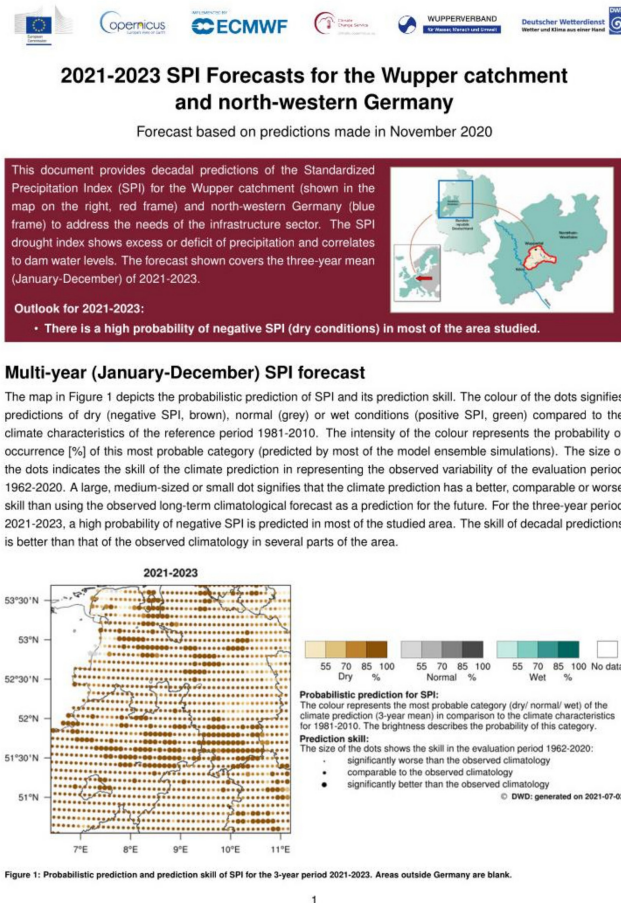 European
Commission
Copernicus
ECMWF
Climate
Change Service
WUPPERVERBAND
für Wasser, Mensch und Umwelt
Deutscher Wetterdienst
Wetter und Klima aus einer Hand
DWD
2021-2023 SPI Forecasts for the Wupper catchment
and north-western Germany
Forecast based on predictions made in November 2020
This document provides decadal predictions of the Standardized
Precipitation Index (SPI) for the Wupper catchment (shown in the
map on the right, red frame) and north-western Germany (blue
frame) to address the needs of the infrastructure sector. The SPI
drought index shows excess or deficit of precipitation and correlates
to dam water levels. The forecast shown covers the three-year mean
(January-December) of 2021-2023.
Outlook for 2021-2023:
• There is a high probability of negative SPI (dry conditions) in most of the area studied.
Multi-year (January-December) SPI forecast
The map in Figure 1 depicts the probabilistic prediction of SPI and its prediction skill. The colour of the dots signifies
predictions of dry (negative SPI, brown), normal (grey) or wet conditions (positive SPI, green) compared to the
climate characteristics of the reference period 1981-2010. The intensity of the colour represents the probability o
occurrence [%] of this most probable category (predicted by most of the model ensemble simulations). The size o
the dots indicates the skill of the climate prediction in representing the observed variability of the evaluation period
1962-2020. A large, medium-sized or small dot signifies that the climate prediction has a better, comparable or worse
skill than using the observed long-term climatological forecast as a prediction for the future. For the three-year period
2021-2023, a high probability of negative SPI is predicted in most of the studied area. The skill of decadal predictions
is better than that of the observed climatology in several parts of the area.
2021-2023
53°30'N
53°N
52°30'N
52°N
51°30'N
51°N
7°E 8°E 9°E 10°E 11°E
55 70 85 100 55 70 85 100 55 70 85 100 No data
Dry % Normal % Wet %
Probabilistic prediction for SPI:
The colour represents the most probable category (dry/ normal/ wet) of the
climate prediction (3-year mean) in comparison to the climate characteristics
for 1981-2010. The brightness describes the probability of this category.
Prediction skill:
The size of the dots shows the skill in the evaluation period 1962-2020:
significantly worse than the observed climatology
comparable to the observed climatology
significantly better than the observed climatology
© DWD: generated on 2021-07-0
Figure 1: Probabilistic prediction and prediction skill of SPI for the 3-year period 2021-2023. Areas outside Germany are blank.
1